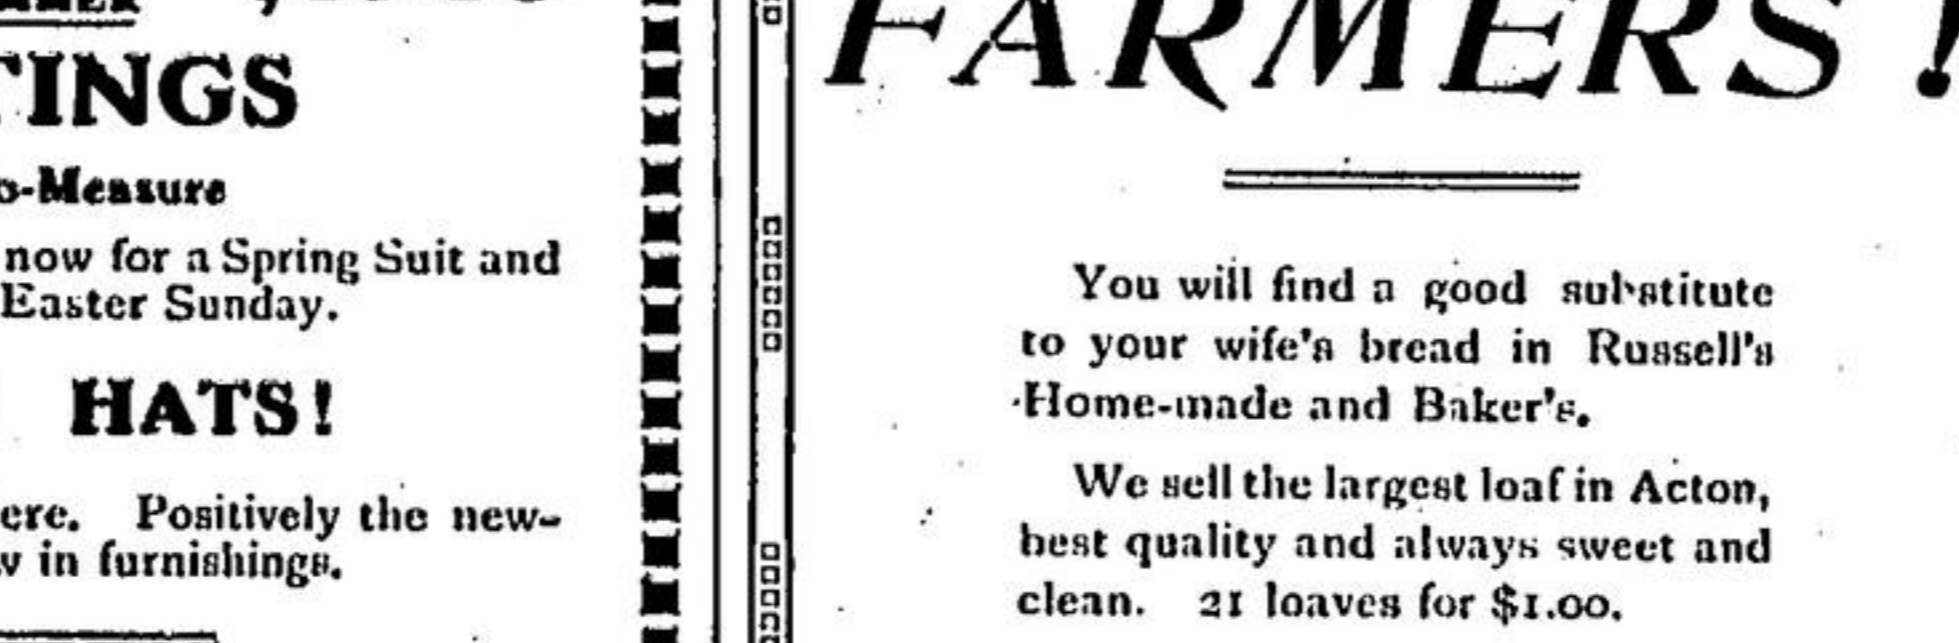 TINGS
o-Measure
now for a Spring Suit and
Easter Sunday.
HATS!
ere. Positively the new-
in furnishings.
FARMERS!
You will find a good substitute
to your wife's bread in Russell's
Home-made and Baker's.
We sell the largest loaf in Acton,
best quality and always sweet and
clean. 21 loaves for $1.00.